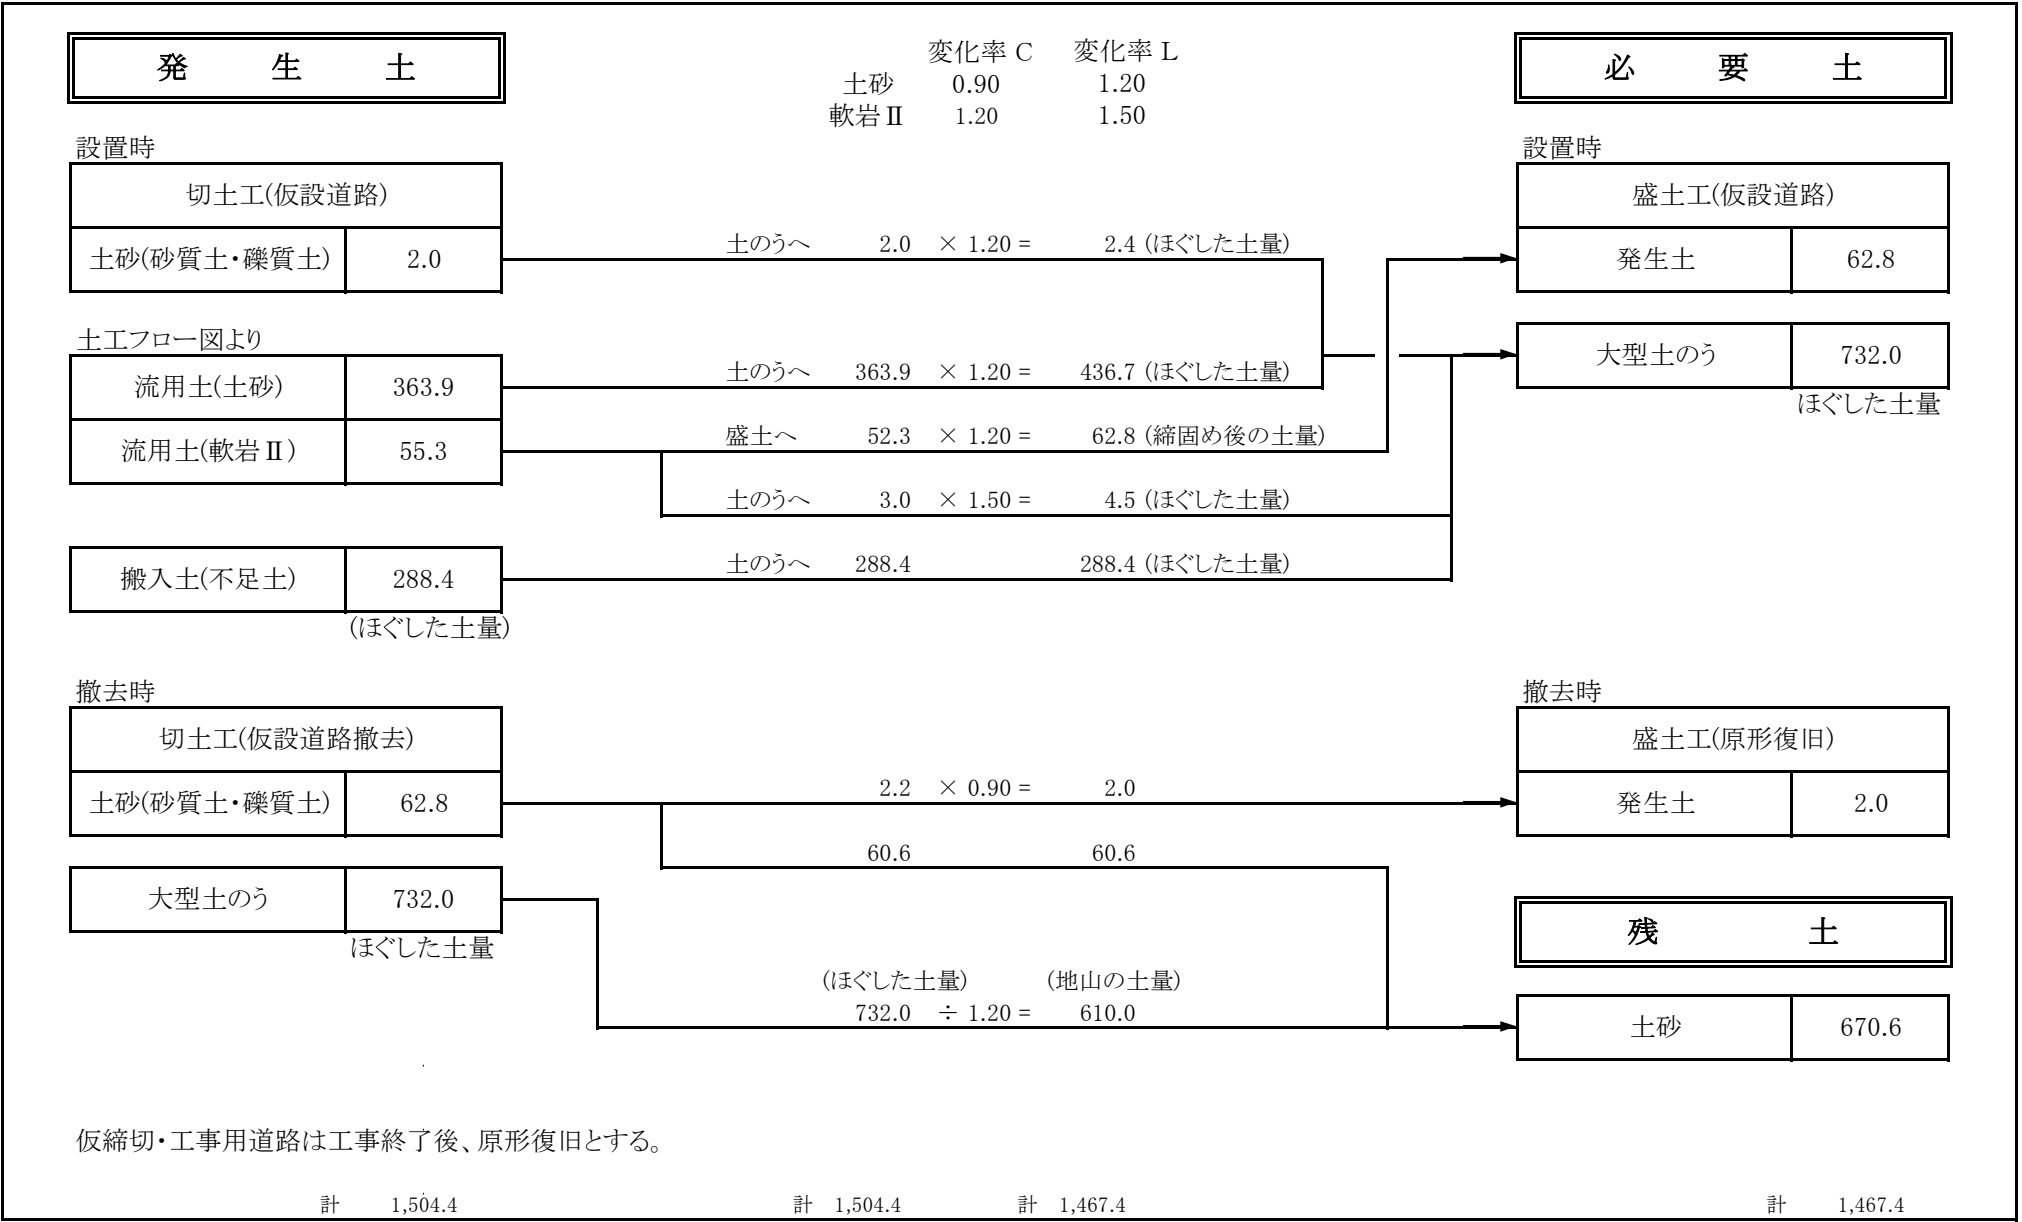 発 生 土
変化率 C 変化率 L
土砂 0.90 1.20
軟岩Ⅱ 1.20 1.50
必 要 土
設置時
切土工(仮設道路)
土砂(砂質土・礫質土) 2.0
土のうへ 2.0 × 1.20 = 2.4 (ほぐした土量)
設置時
盛土工(仮設道路)
発生土 62.8
土工フロー図より
流用土(土砂) 363.9
土のうへ 363.9 × 1.20 = 436.7 (ほぐした土量)
大型土のう 732.0
ほぐした土量
流用土(軟岩Ⅱ) 55.3
盛土へ 52.3 × 1.20 = 62.8 (締固め後の土量)
土のうへ 3.0 × 1.50 = 4.5 (ほぐした土量)
搬入土(不足土) 288.4
土のうへ 288.4 288.4 (ほぐした土量)
(ほぐした土量)
撤去時
切土工(仮設道路撤去)
土砂(砂質土・礫質土) 62.8
2.2 × 0.90 = 2.0
撤去時
盛土工(原形復旧)
発生土 2.0
60.6 60.6
大型土のう 732.0
ほぐした土量
残 土
(ほぐした土量) (地山の土量)
732.0 ÷ 1.20 = 610.0
土砂 670.6
仮締切・工事用道路は工事終了後、原形復旧とする。
計 1,504.4 計 1,504.4 計 1,467.4 計 1,467.4